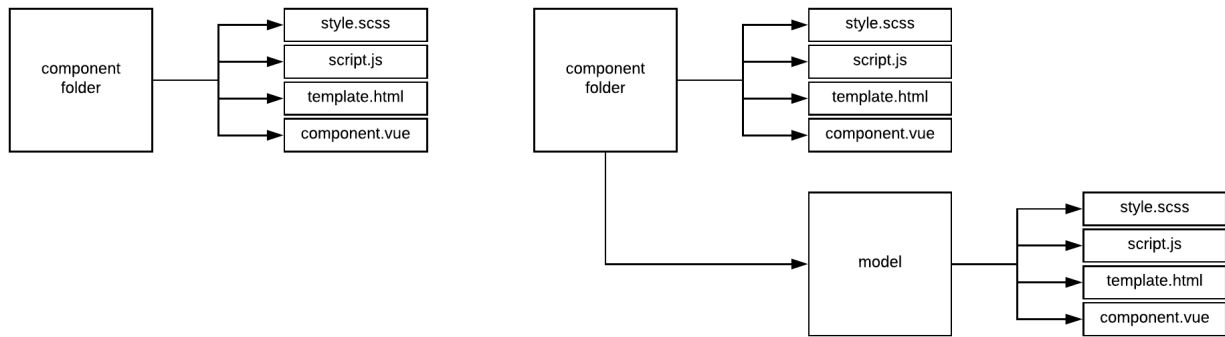 component
folder
style.scss
script.js
template.html
component.vue
component
folder
style.scss
script.js
template.html
component.vue
model
style.scss
script.js
template.html
component.vue